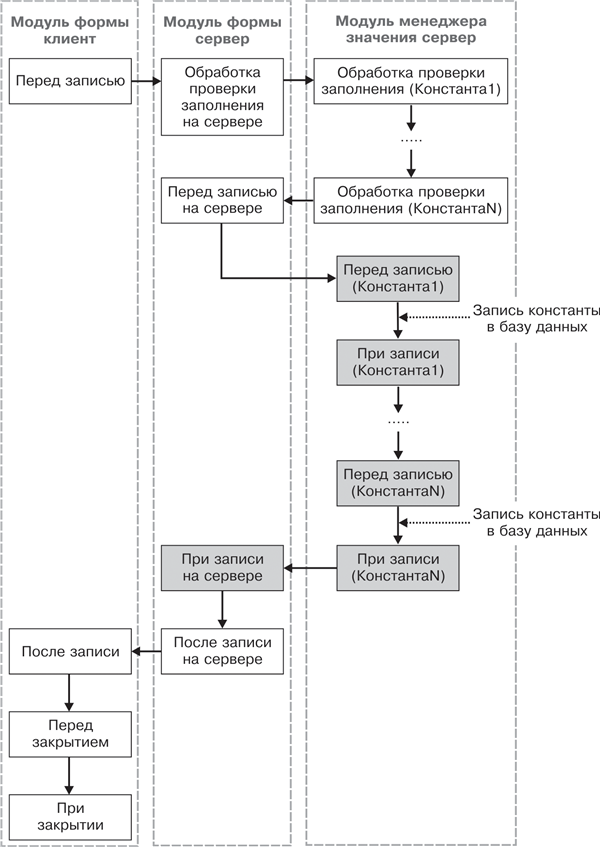 Модуль формы
клиент
Модуль формы
сервер
Модуль менеджера
значения сервер
Перед записью
Обработка
проверки
заполнения
на сервере
Обработка проверки
заполнения (Константа1)
.....
Перед записью
на сервере
Обработка проверки
заполнения (КонстантаN)
Перед записью
(Константа1)
Запись константы
в базу данных
При записи
(Константа1)
.....
Перед записью
(КонстантаN)
Запись константы
в базу данных
При записи
на сервере
При записи
(КонстантаN)
После записи
После записи
на сервере
Перед
закрытием
При
закрытии